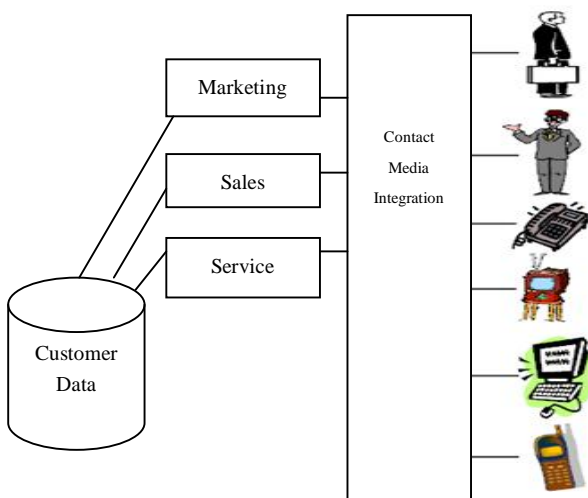 Marketing
Sales
Service
Customer
Data
Contact
Media
Integration